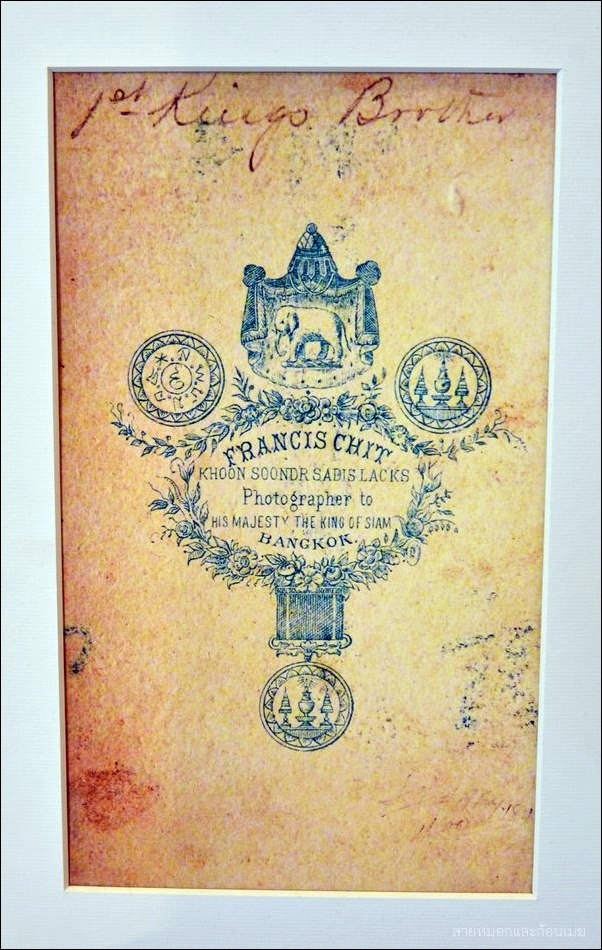 1st Kings Brother
FRANCIS CHIT
KHOON SOONDR SADIS LACKS
Photographer to
HIS MAJESTY THE KING OF SIAM
BANGKOK.
สายหมอกและก้อนเมฆ